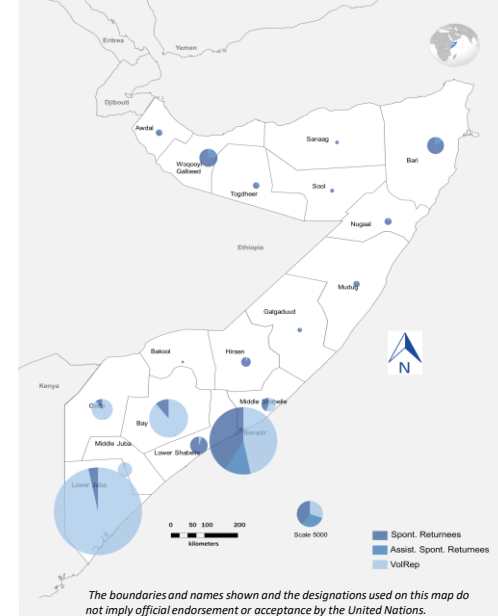 Eritrea
Yemen
Djibouti
Awdal
Sanaag
Woqooyi
Galbeed
Bari
Togdheer
Sool
Nugaal
Ethiopia
Mudug
Galgaduud
Bakool
Hiraan
Kenya
Gedo
Bay
Middle Shabelle
Banadir
Middle Juba
Lower Shabelle
Lower Juba
N
0 50 100 200
kilometers
Scale 5000
Spont. Returnees
Assist. Spont. Returnees
VolRep
The boundaries and names shown and the designations used on this map do
not imply official endorsement or acceptance by the United Nations.